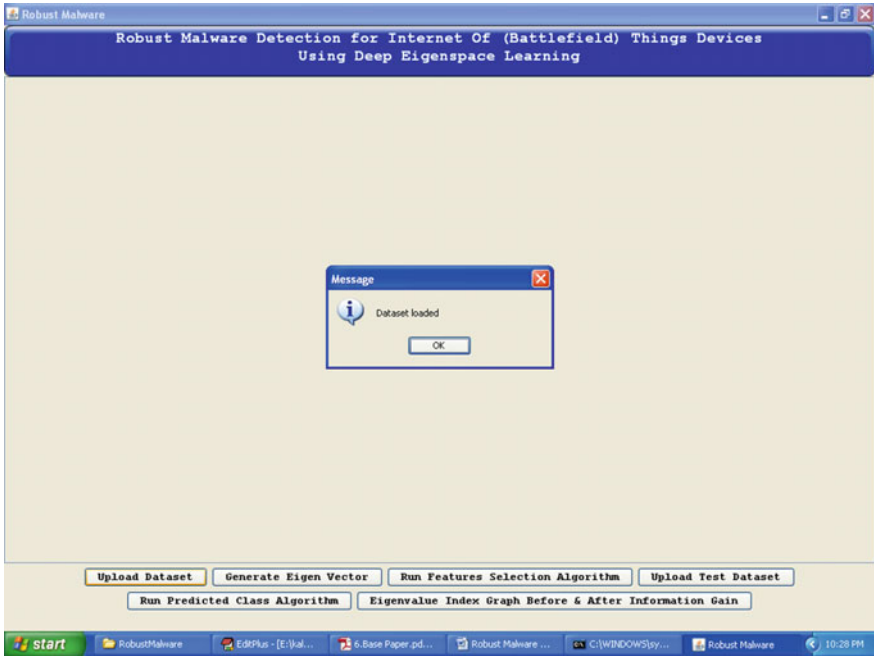 Robust Malware
Robust Malware Detection for Internet Of (Battlefield) Things Devices
Using Deep Eigenspace Learning
Message
Dataset loaded
OK
Upload Dataset
Generate Eigen Vector
Run Features Selection Algorithm
Upload Test Dataset
Run Predicted Class Algorithm
Eigenvalue Index Graph Before & After Information Gain
start
RobustMalware
EditPlus - [E:\kal...
6.Base Paper.pd...
Robust Malware ...
C:\WINDOWS\sy...
Robust Malware
10:28 PM